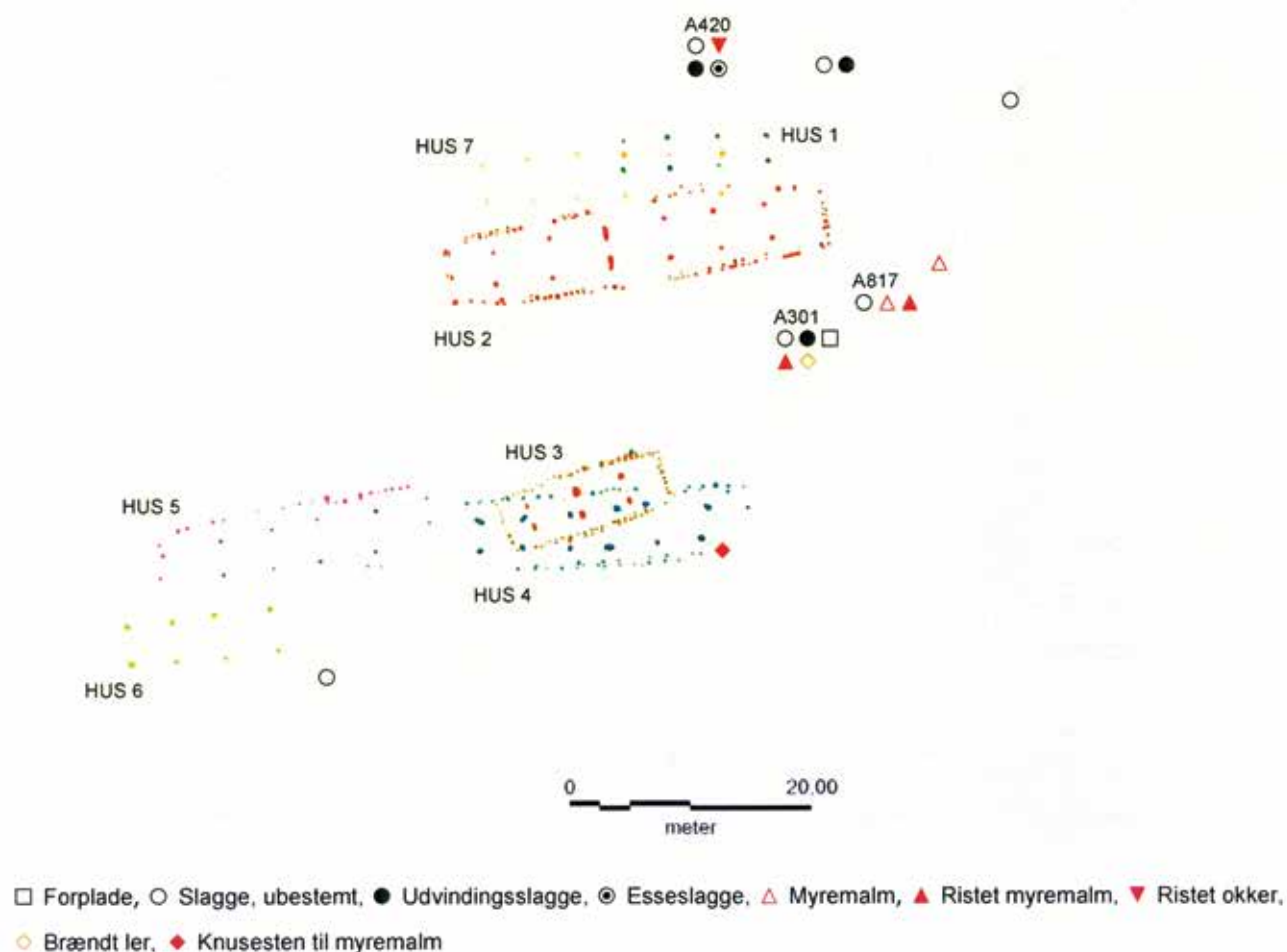 A420
HUS 7
HUS 1
A817
A301
HUS 2
HUS 3
HUS 5
HUS 4
HUS 6
0 20.00
meter
Forplade, Slagge, ubestemt, Udvindingsslagge, Esseslagge, Myremalm, Ristet myremalm, Ristet okker,
Brændt ler, Knusesten til myremalm